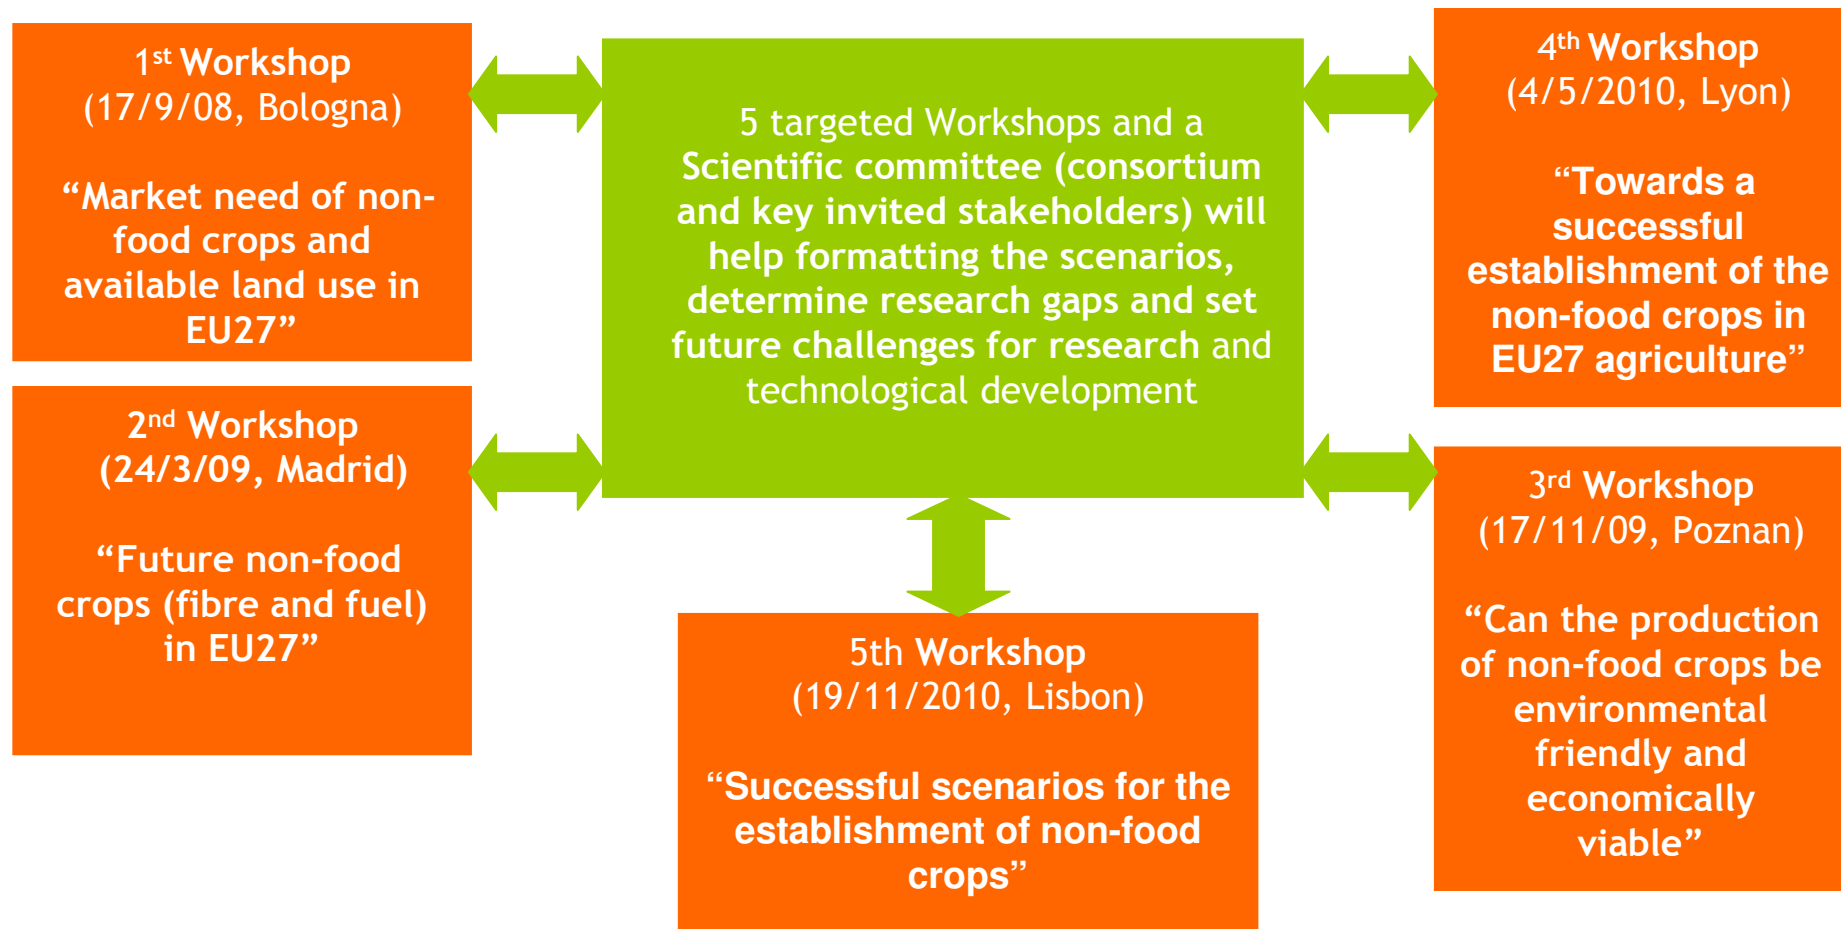 1st Workshop
(17/9/08, Bologna)
“Market need of non-
food crops and
available land use in
EU27”
2nd Workshop
(24/3/09, Madrid)
“Future non-food
crops (fibre and fuel)
in EU27”
5 targeted Workshops and a
Scientific committee (consortium
and key invited stakeholders) will
help formatting the scenarios,
determine research gaps and set
future challenges for research and
technological development
5th Workshop
(19/11/2010, Lisbon)
“Successful scenarios for the
establishment of non-food
crops”
4th Workshop
(4/5/2010, Lyon)
“Towards a
successful
establishment of the
non-food crops in
EU27 agriculture”
3rd Workshop
(17/11/09, Poznan)
“Can the production
of non-food crops be
environmental
friendly and
economically
viable”